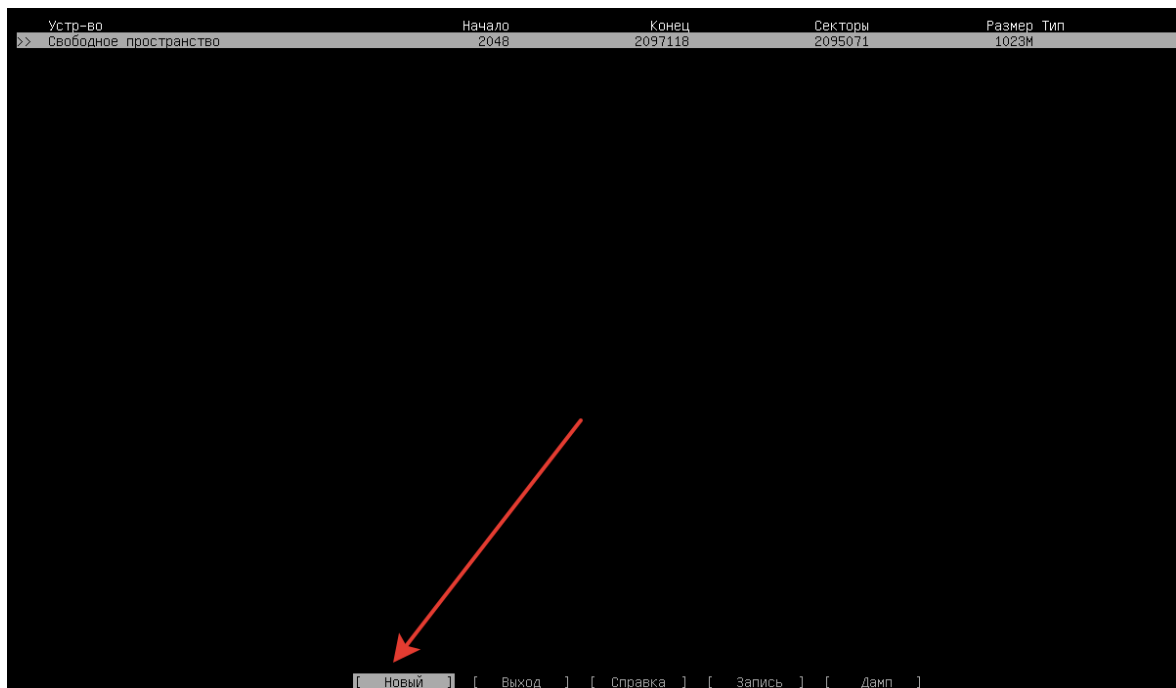 Устр-во Начало Конец Секторы Размер Тип
>> Свободное пространство 2048 2097118 2095071 1023M
[ Новый ] [ Выход ] [ Справка ] [ Запись ] [ Дамп ]